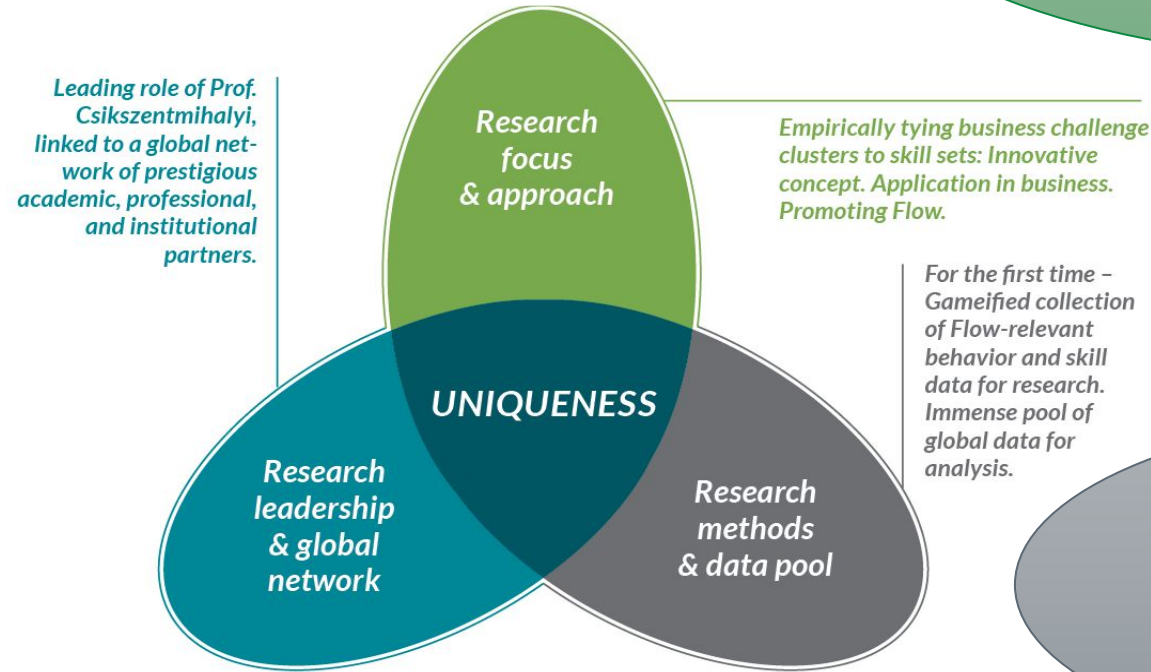 Leading role of Prof.
Csikszentmihalyi,
linked to a global net-
work of prestigious
academic, professional,
and institutional
partners.
Research
focus
& approach
Empirically tying business challenge
clusters to skill sets: Innovative
concept. Application in business.
Promoting Flow.
For the first time –
Gameified collection
of Flow-relevant
behavior and skill
data for research.
Immense pool of
global data for
analysis.
UNIQUENESS
Research
leadership
& global
network
Research
methods
& data pool